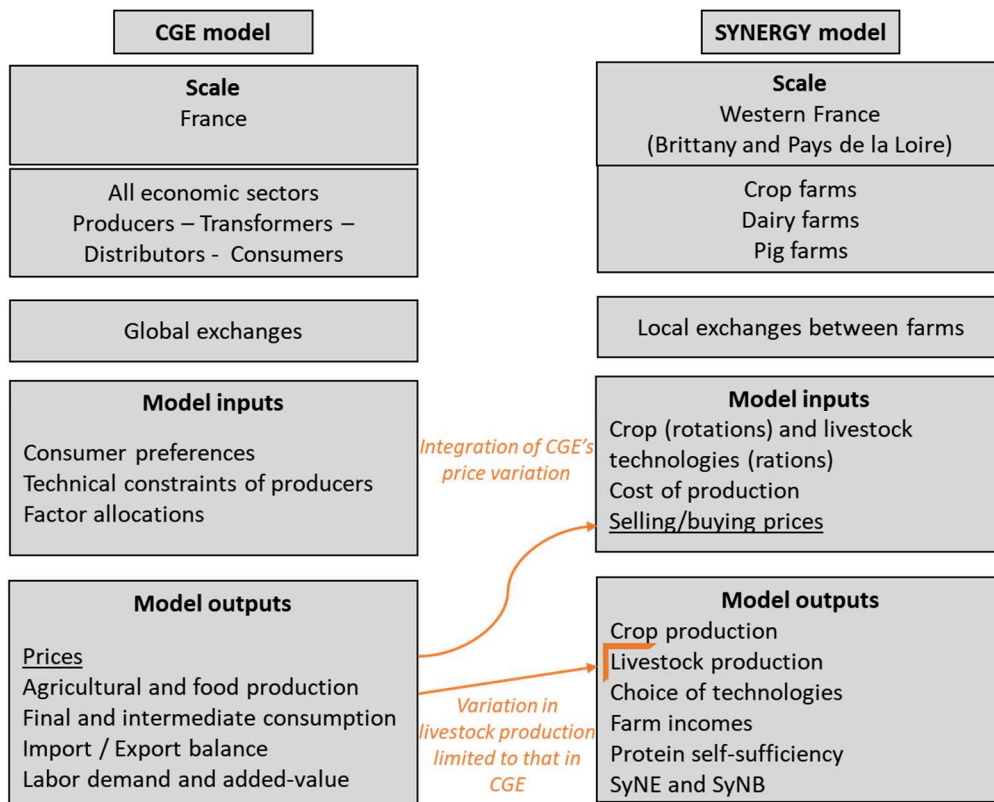 CGE model
Scale
France
All economic sectors
Producers – Transformers –
Distributors - Consumers
Global exchanges
Model inputs
Consumer preferences
Technical constraints of producers
Factor allocations
Model outputs
Prices
Agricultural and food production
Final and intermediate consumption
Import / Export balance
Labor demand and added-value
Integration of CGE's
price variation
Variation in
livestock production
limited to that in
CGE
SYNERGY model
Scale
Western France
(Brittany and Pays de la Loire)
Crop farms
Dairy farms
Pig farms
Local exchanges between farms
Model inputs
Crop (rotations) and livestock
technologies (rations)
Cost of production
Selling/buying prices
Model outputs
Crop production
Livestock production
Choice of technologies
Farm incomes
Protein self-sufficiency
SyNE and SyNB